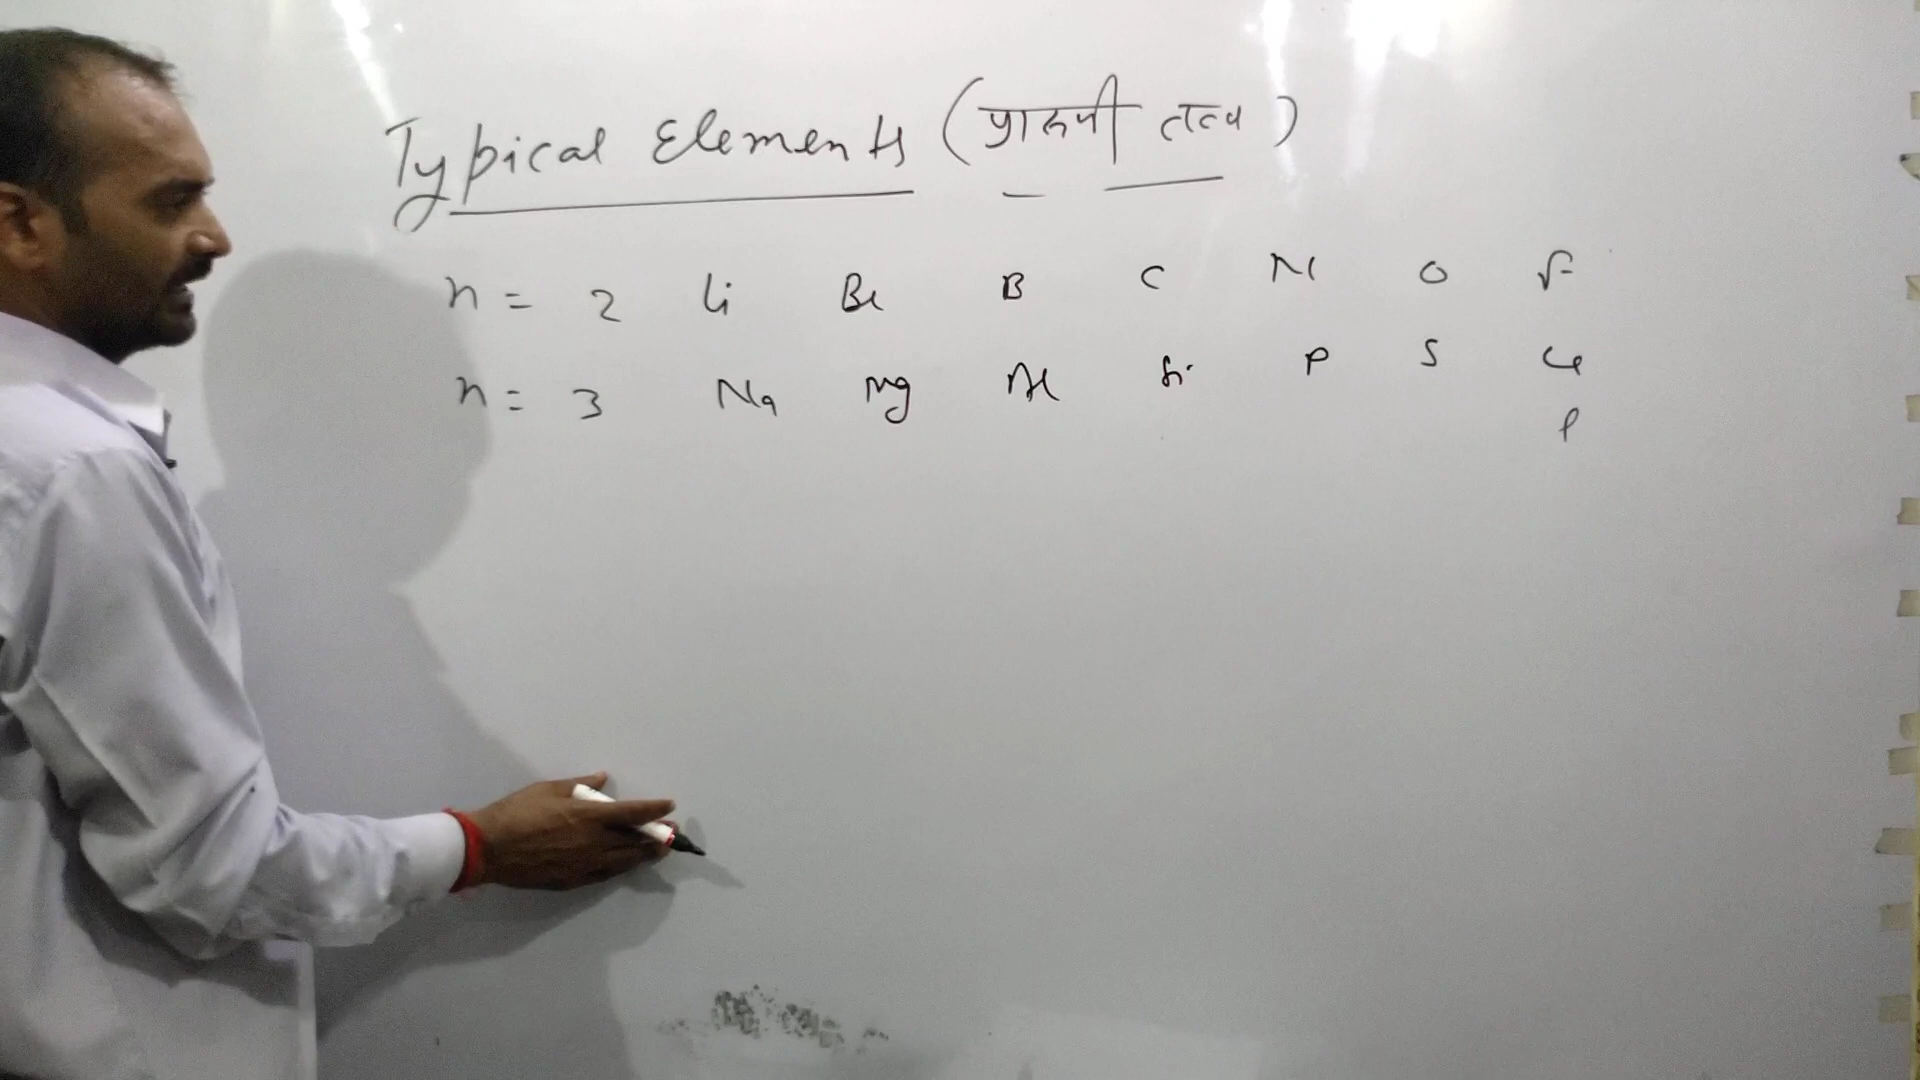 Typical Elements (प्रारूपी तत्व)
n = 2 Li Be B C N O F
n = 3 Na Mg Al Si P S Cl